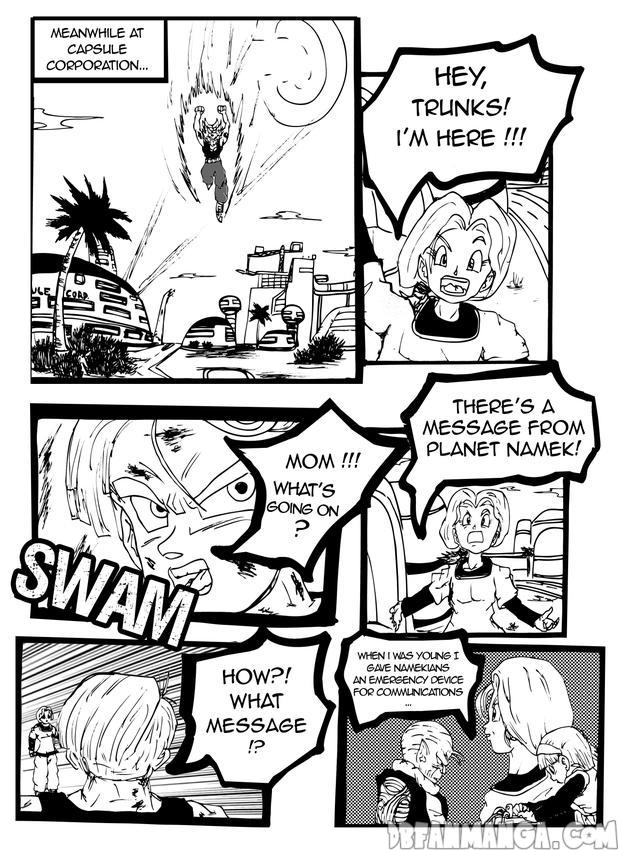 MEANWHILE AT
CAPSULE
CORPORATION...
HEY,
TRUNKS!
I'M HERE !!!
ULE CORP.
MOM !!!
WHAT'S
GOING ON
?
THERE'S A
MESSAGE FROM
PLANET NAMEK!
SWAM
HOW?!
WHAT
MESSAGE
!?
WHEN I WAS YOUNG I
GAVE NAMEKIANS
AN EMERGENCY DEVICE
FOR COMMUNICATIONS
...
DBFANMANGA.COM